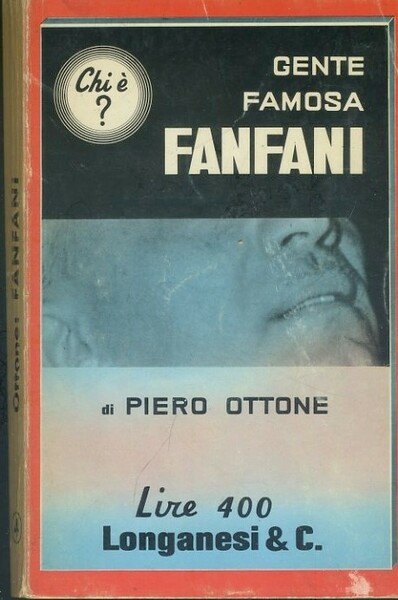 Chi è
?
GENTE
FAMOSA
FANFANI
di PIERO OTTONE
Lire 400
Longanesi & C.
Ottone: FANFANI